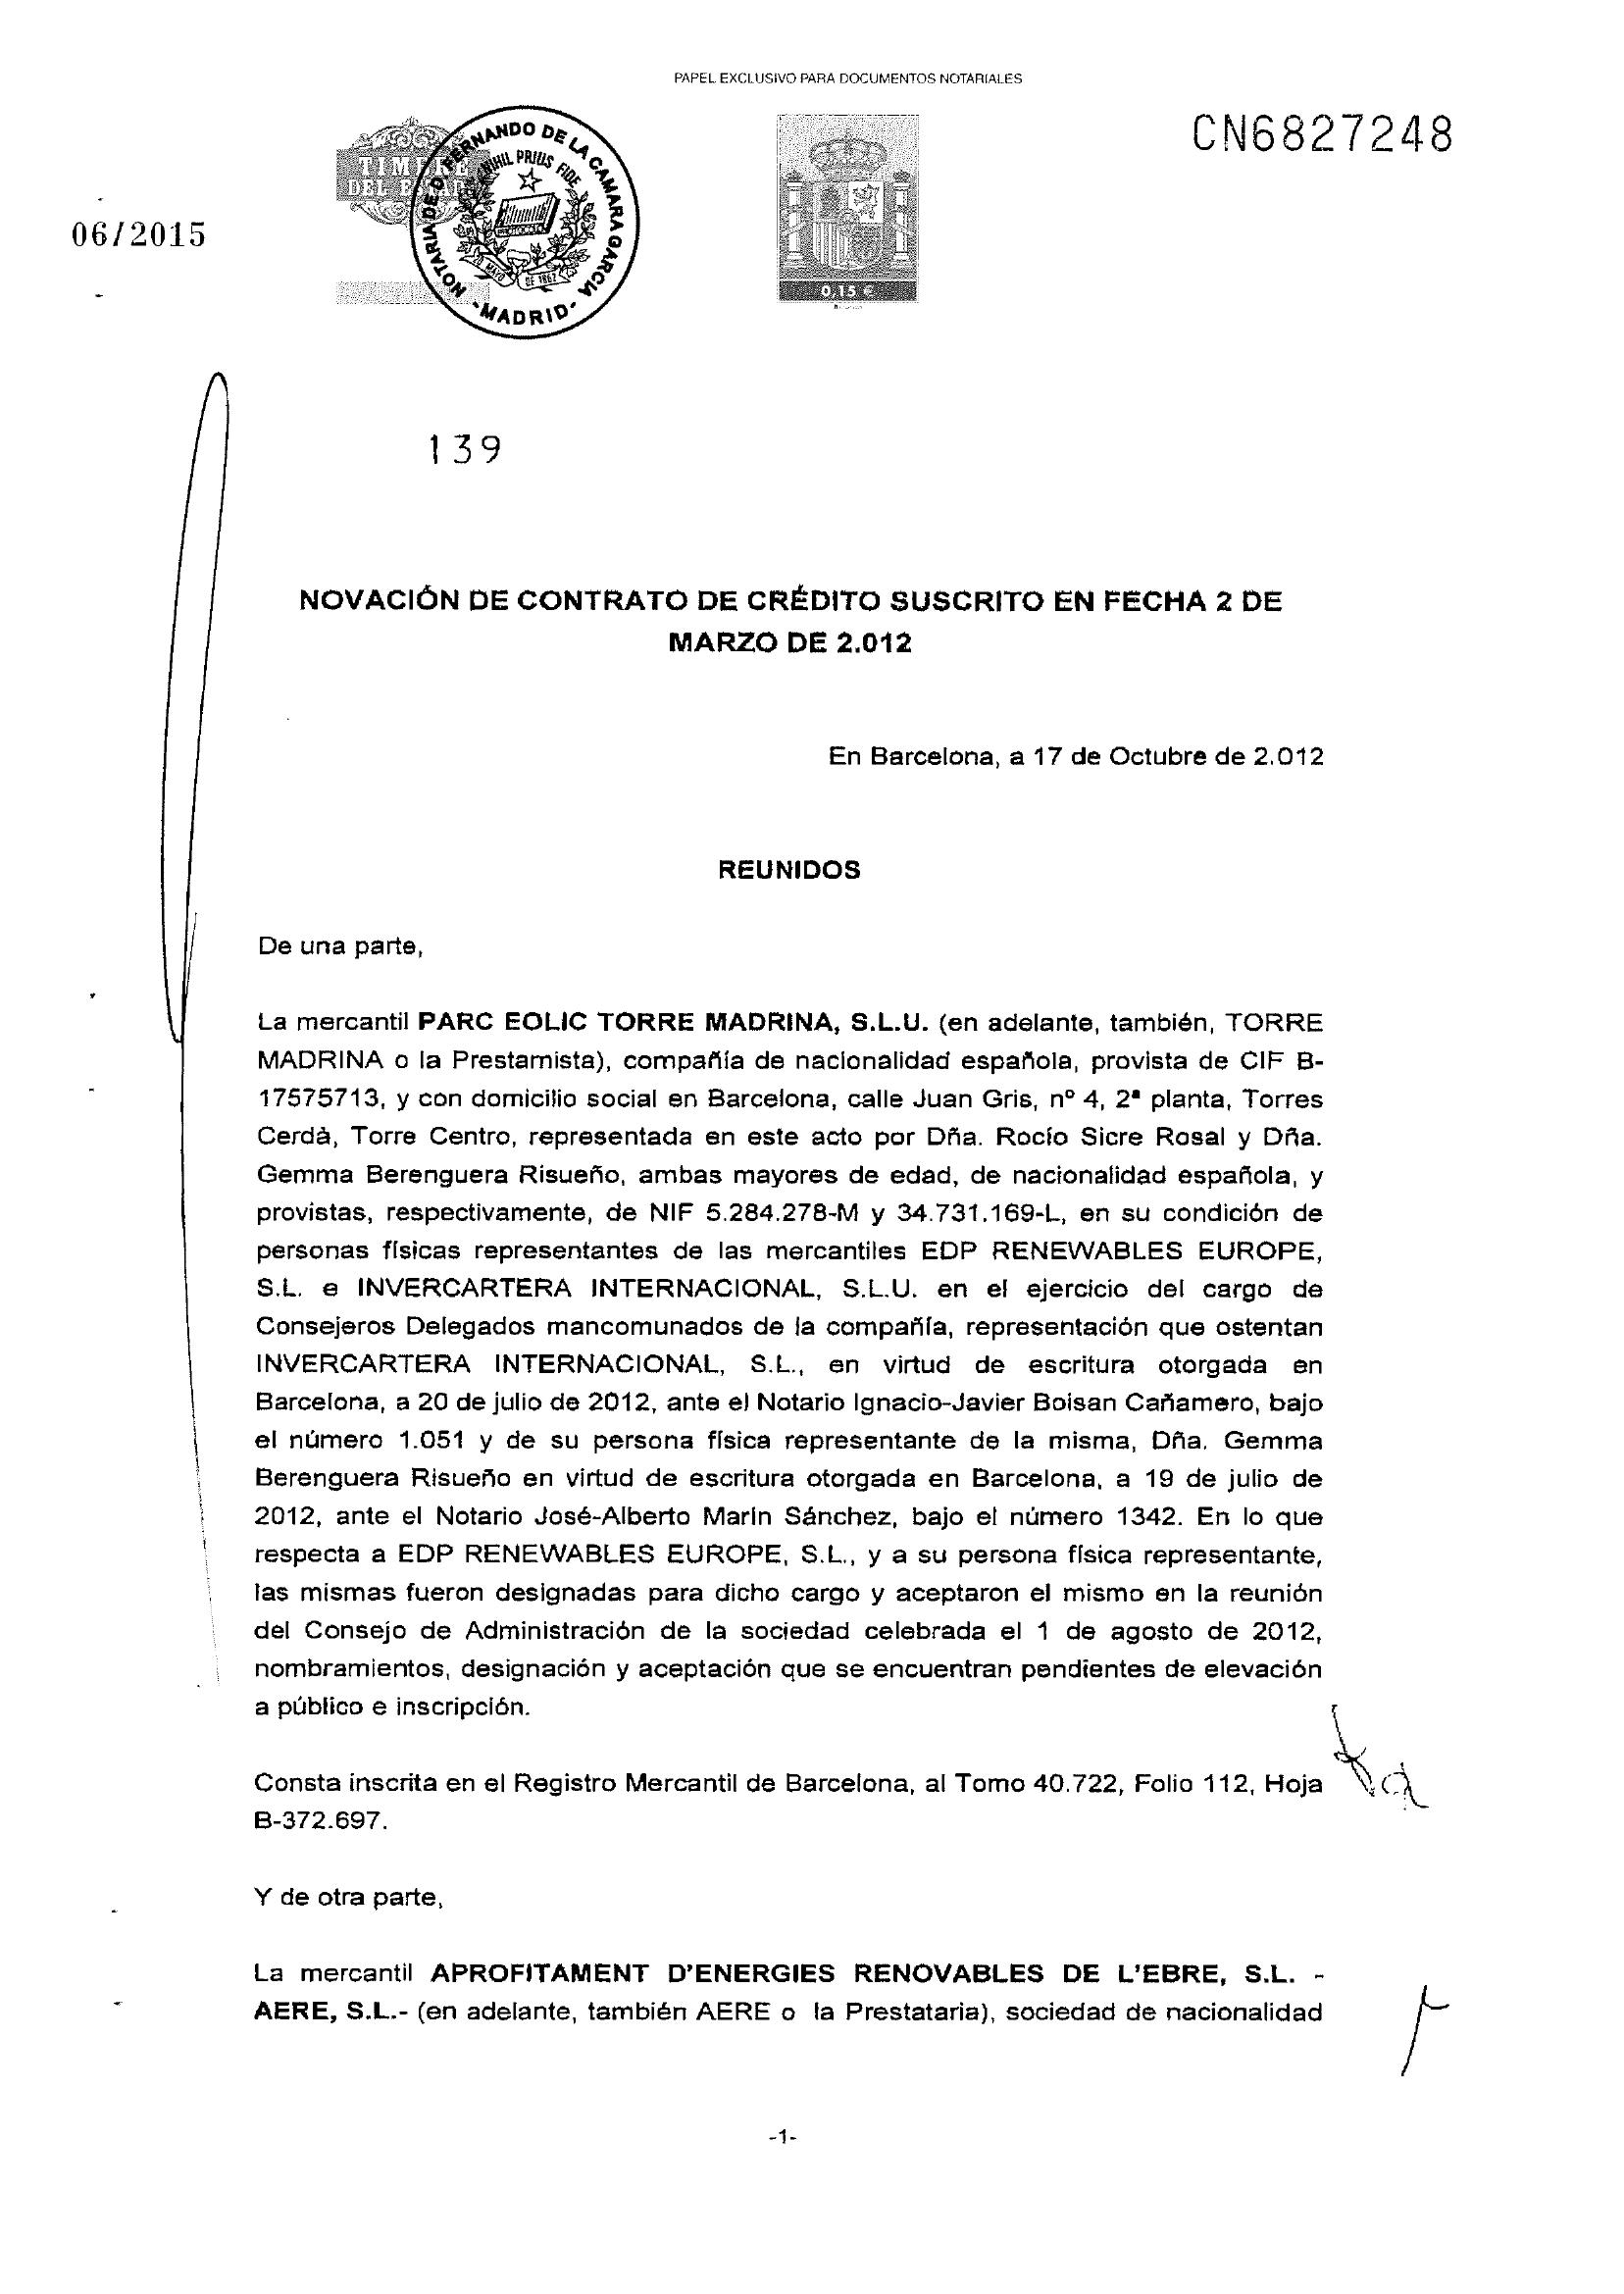 PAPEL EXCLUSIVO PARA DOCUMENTOS NOTARIALES
CN6827248
TIMBRE
DEL ESTADO
NOTARIA DE D. FERNANDO DE LA CAMARA GARCIA
NIHIL PRIUS FIDE
28 MAYO DE 1862
-MADRID-
0,15 €
06/2015
139
NOVACIÓN DE CONTRATO DE CRÉDITO SUSCRITO EN FECHA 2 DE
MARZO DE 2.012
En Barcelona, a 17 de Octubre de 2.012
REUNIDOS
De una parte,
La mercantil PARC EOLIC TORRE MADRINA, S.L.U. (en adelante, también, TORRE
MADRINA o la Prestamista), compañía de nacionalidad española, provista de CIF B-
17575713, y con domicilio social en Barcelona, calle Juan Gris, nº 4, 2ª planta, Torres
Cerdà, Torre Centro, representada en este acto por Dña. Rocío Sicre Rosal y Dña.
Gemma Berenguera Risueño, ambas mayores de edad, de nacionalidad española, y
provistas, respectivamente, de NIF 5.284.278-M y 34.731.169-L, en su condición de
personas físicas representantes de las mercantiles EDP RENEWABLES EUROPE,
S.L. e INVERCARTERA INTERNACIONAL, S.L.U. en el ejercicio del cargo de
Consejeros Delegados mancomunados de la compañía, representación que ostentan
INVERCARTERA INTERNACIONAL, S.L., en virtud de escritura otorgada en
Barcelona, a 20 de julio de 2012, ante el Notario Ignacio-Javier Boisan Cañamero, bajo
el número 1.051 y de su persona física representante de la misma, Dña. Gemma
Berenguera Risueño en virtud de escritura otorgada en Barcelona, a 19 de julio de
2012, ante el Notario José-Alberto Marín Sánchez, bajo el número 1342. En lo que
respecta a EDP RENEWABLES EUROPE, S.L., y a su persona física representante,
las mismas fueron designadas para dicho cargo y aceptaron el mismo en la reunión
del Consejo de Administración de la sociedad celebrada el 1 de agosto de 2012,
nombramientos, designación y aceptación que se encuentran pendientes de elevación
a público e inscripción.
Consta inscrita en el Registro Mercantil de Barcelona, al Tomo 40.722, Folio 112, Hoja
B-372.697.
Y de otra parte,
La mercantil APROFITAMENT D'ENERGIES RENOVABLES DE L'EBRE, S.L. -
AERE, S.L.- (en adelante, también AERE o la Prestataria), sociedad de nacionalidad
-1-